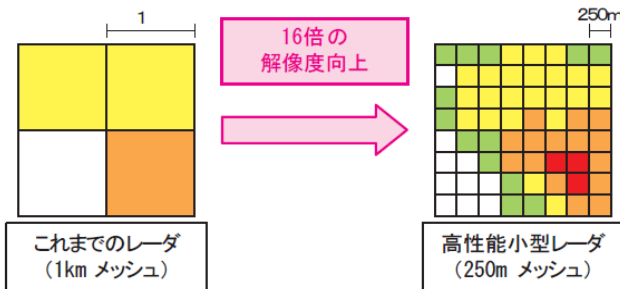 1
16倍の
解像度向上
250m
これまでのレーダ
(1km メッシュ)
高性能小型レーダ
(250m メッシュ)